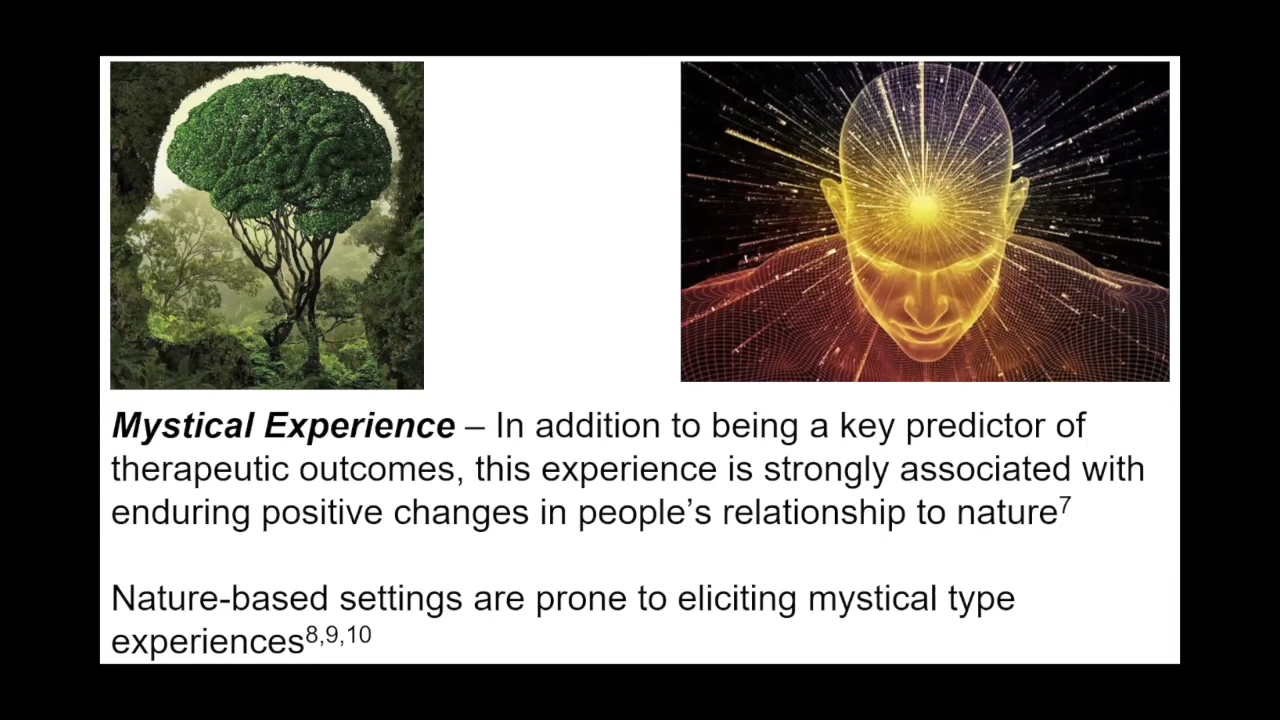 Mystical Experience – In addition to being a key predictor of
therapeutic outcomes, this experience is strongly associated with
enduring positive changes in people’s relationship to nature⁷
Nature-based settings are prone to eliciting mystical type
experiences⁸,⁹,¹⁰